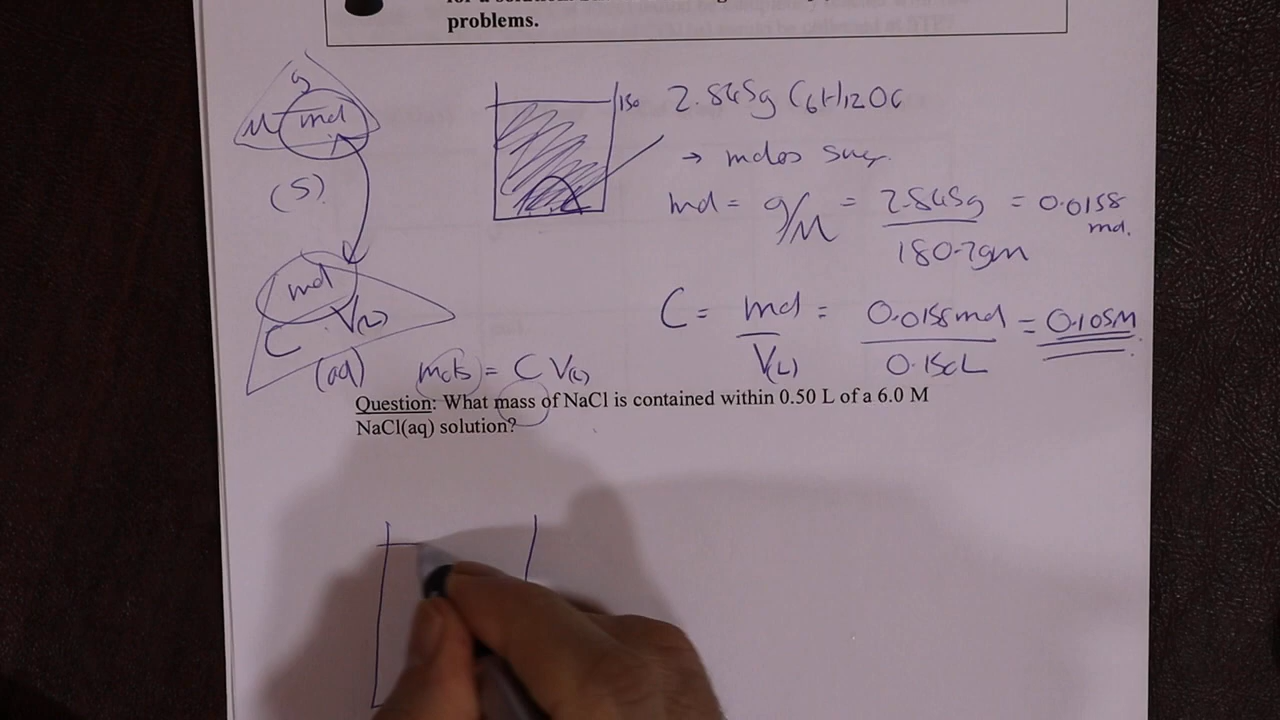 problems.
g
M mol
(S)
mol
C V(L)
(aq)
150
2.845g C6H12O6
→ moles
mol = g/M = 2.845g / 180.2gm = 0.0158 mol.
C = mol / V(L) = 0.0158mol / 0.150L = 0.105M
mols = C V(L)
Question: What mass of NaCl is contained within 0.50 L of a 6.0 M
NaCl(aq) solution?